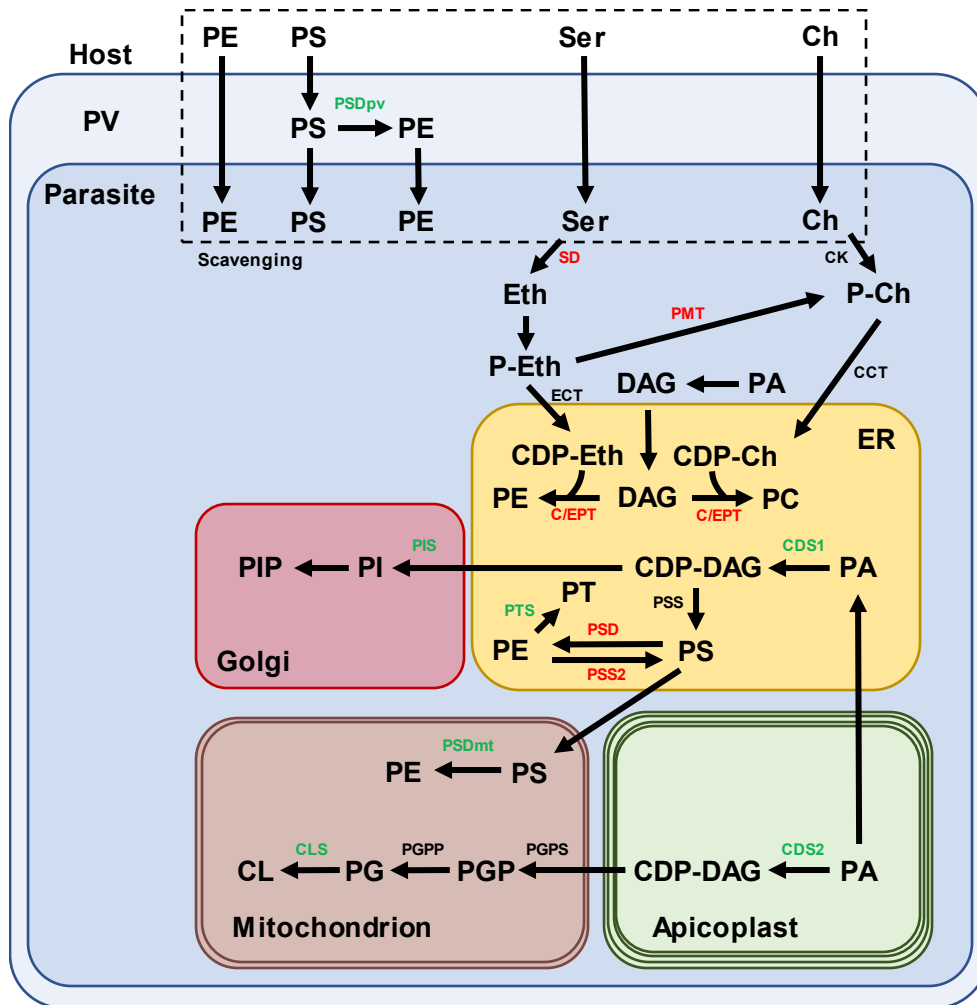 PE PS Ser Ch
Host
PSDpv
PV PS PE
Parasite
PE PS PE Ser Ch
Scavenging SD CK
Eth P-Ch
PMT
P-Eth DAG PA CCT
ECT
ER
CDP-Eth CDP-Ch
PE DAG PC
C/EPT C/EPT
PIS CDS1
PIP PI CDP-DAG PA
PT PSS
PTS
PSD
PE PS
Golgi PSS2
PSDmt
PE PS
CLS PGPP PGPS CDS2
CL PG PGP CDP-DAG PA
Mitochondrion Apicoplast